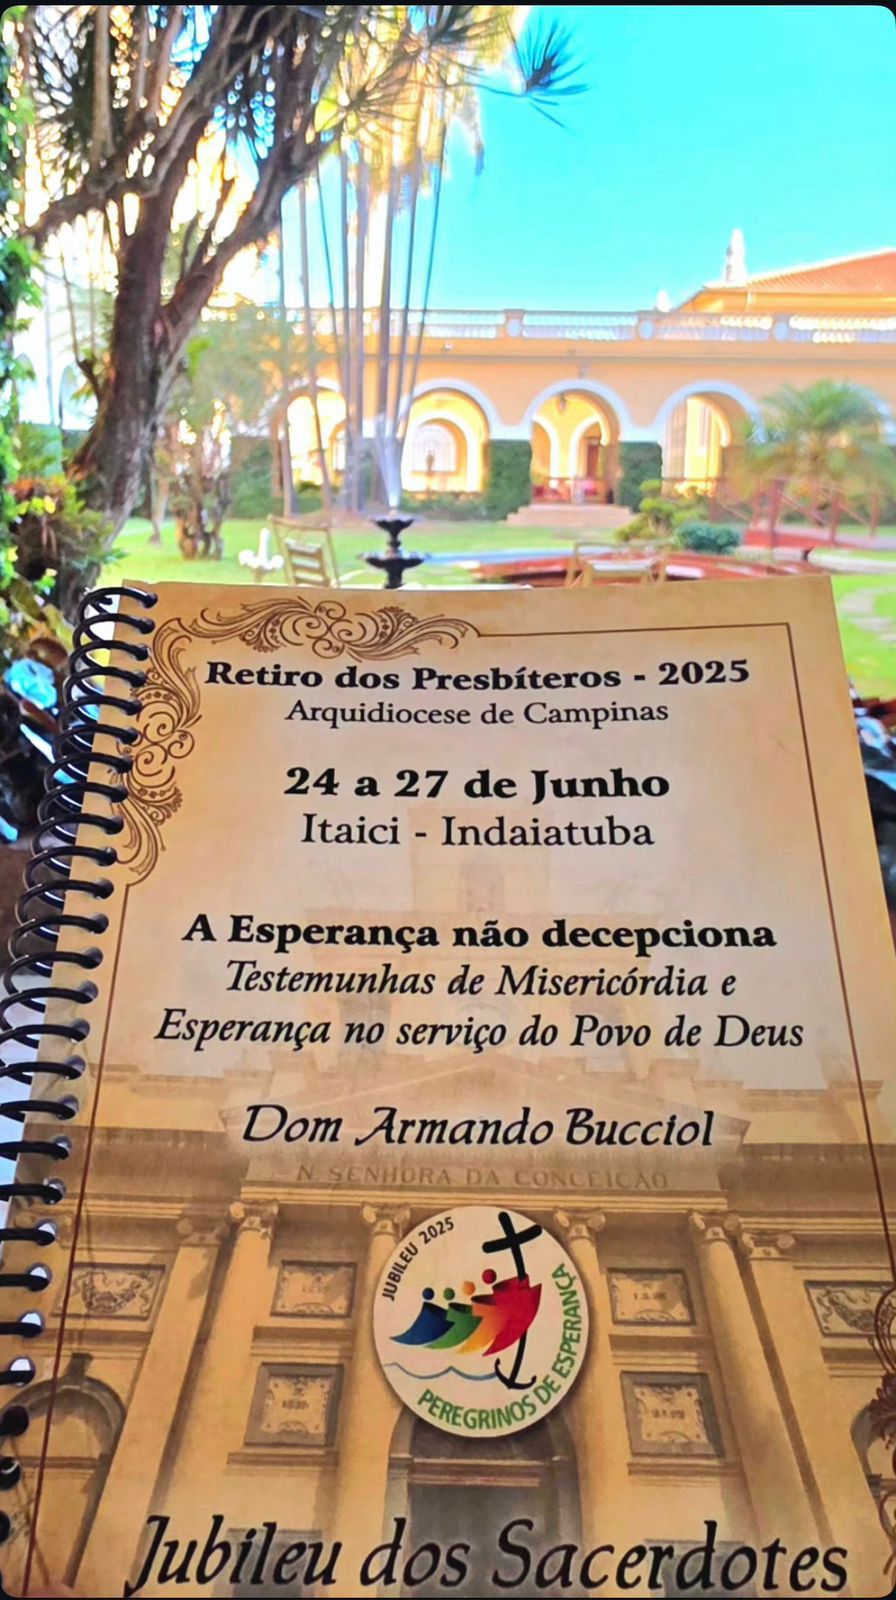 Retiro dos Presbíteros - 2025
Arquidiocese de Campinas
24 a 27 de Junho
Itaici - Indaiatuba
A Esperança não decepciona
Testemunhas de Misericórdia e
Esperança no serviço do Povo de Deus
Dom Armando Bucciol
N SENHORA DA CONCEIÇÃO
JUBILEU 2025
PEREGRINOS DE ESPERANÇA
Jubileu dos Sacerdotes